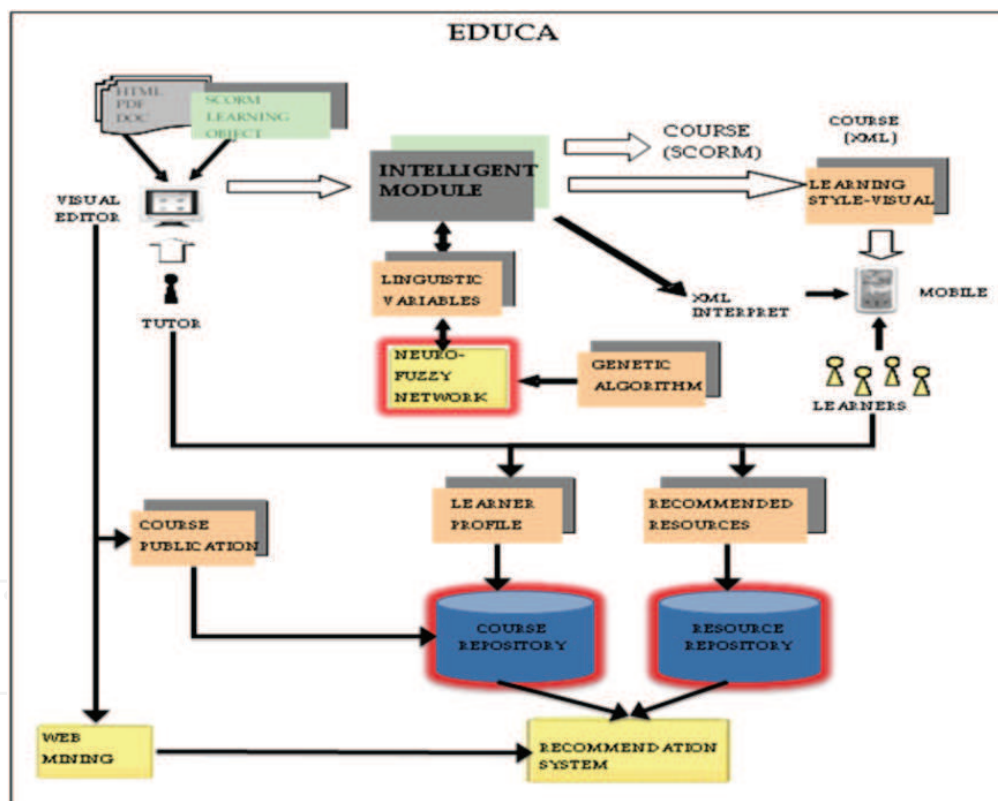 EDUCA
HTML
PDF
DOC
SCORM
LEARNING
OBJECT
COURSE
(SCORM)
COURSE
(XML)
INTELLIGENT
MODULE
LEARNING
STYLE-VISUAL
VISUAL
EDITOR
LINGUISTIC
VARIABLES
XML
INTERPRET
MOBILE
TUTOR
NEURO-
FUZZY
NETWORK
GENETIC
ALGORITHM
LEARNERS
COURSE
PUBLICATION
LEARNER
PROFILE
RECOMMENDED
RESOURCES
COURSE
REPOSITORY
RESOURCE
REPOSITORY
WEB
MINING
RECOMMENDATION
SYSTEM